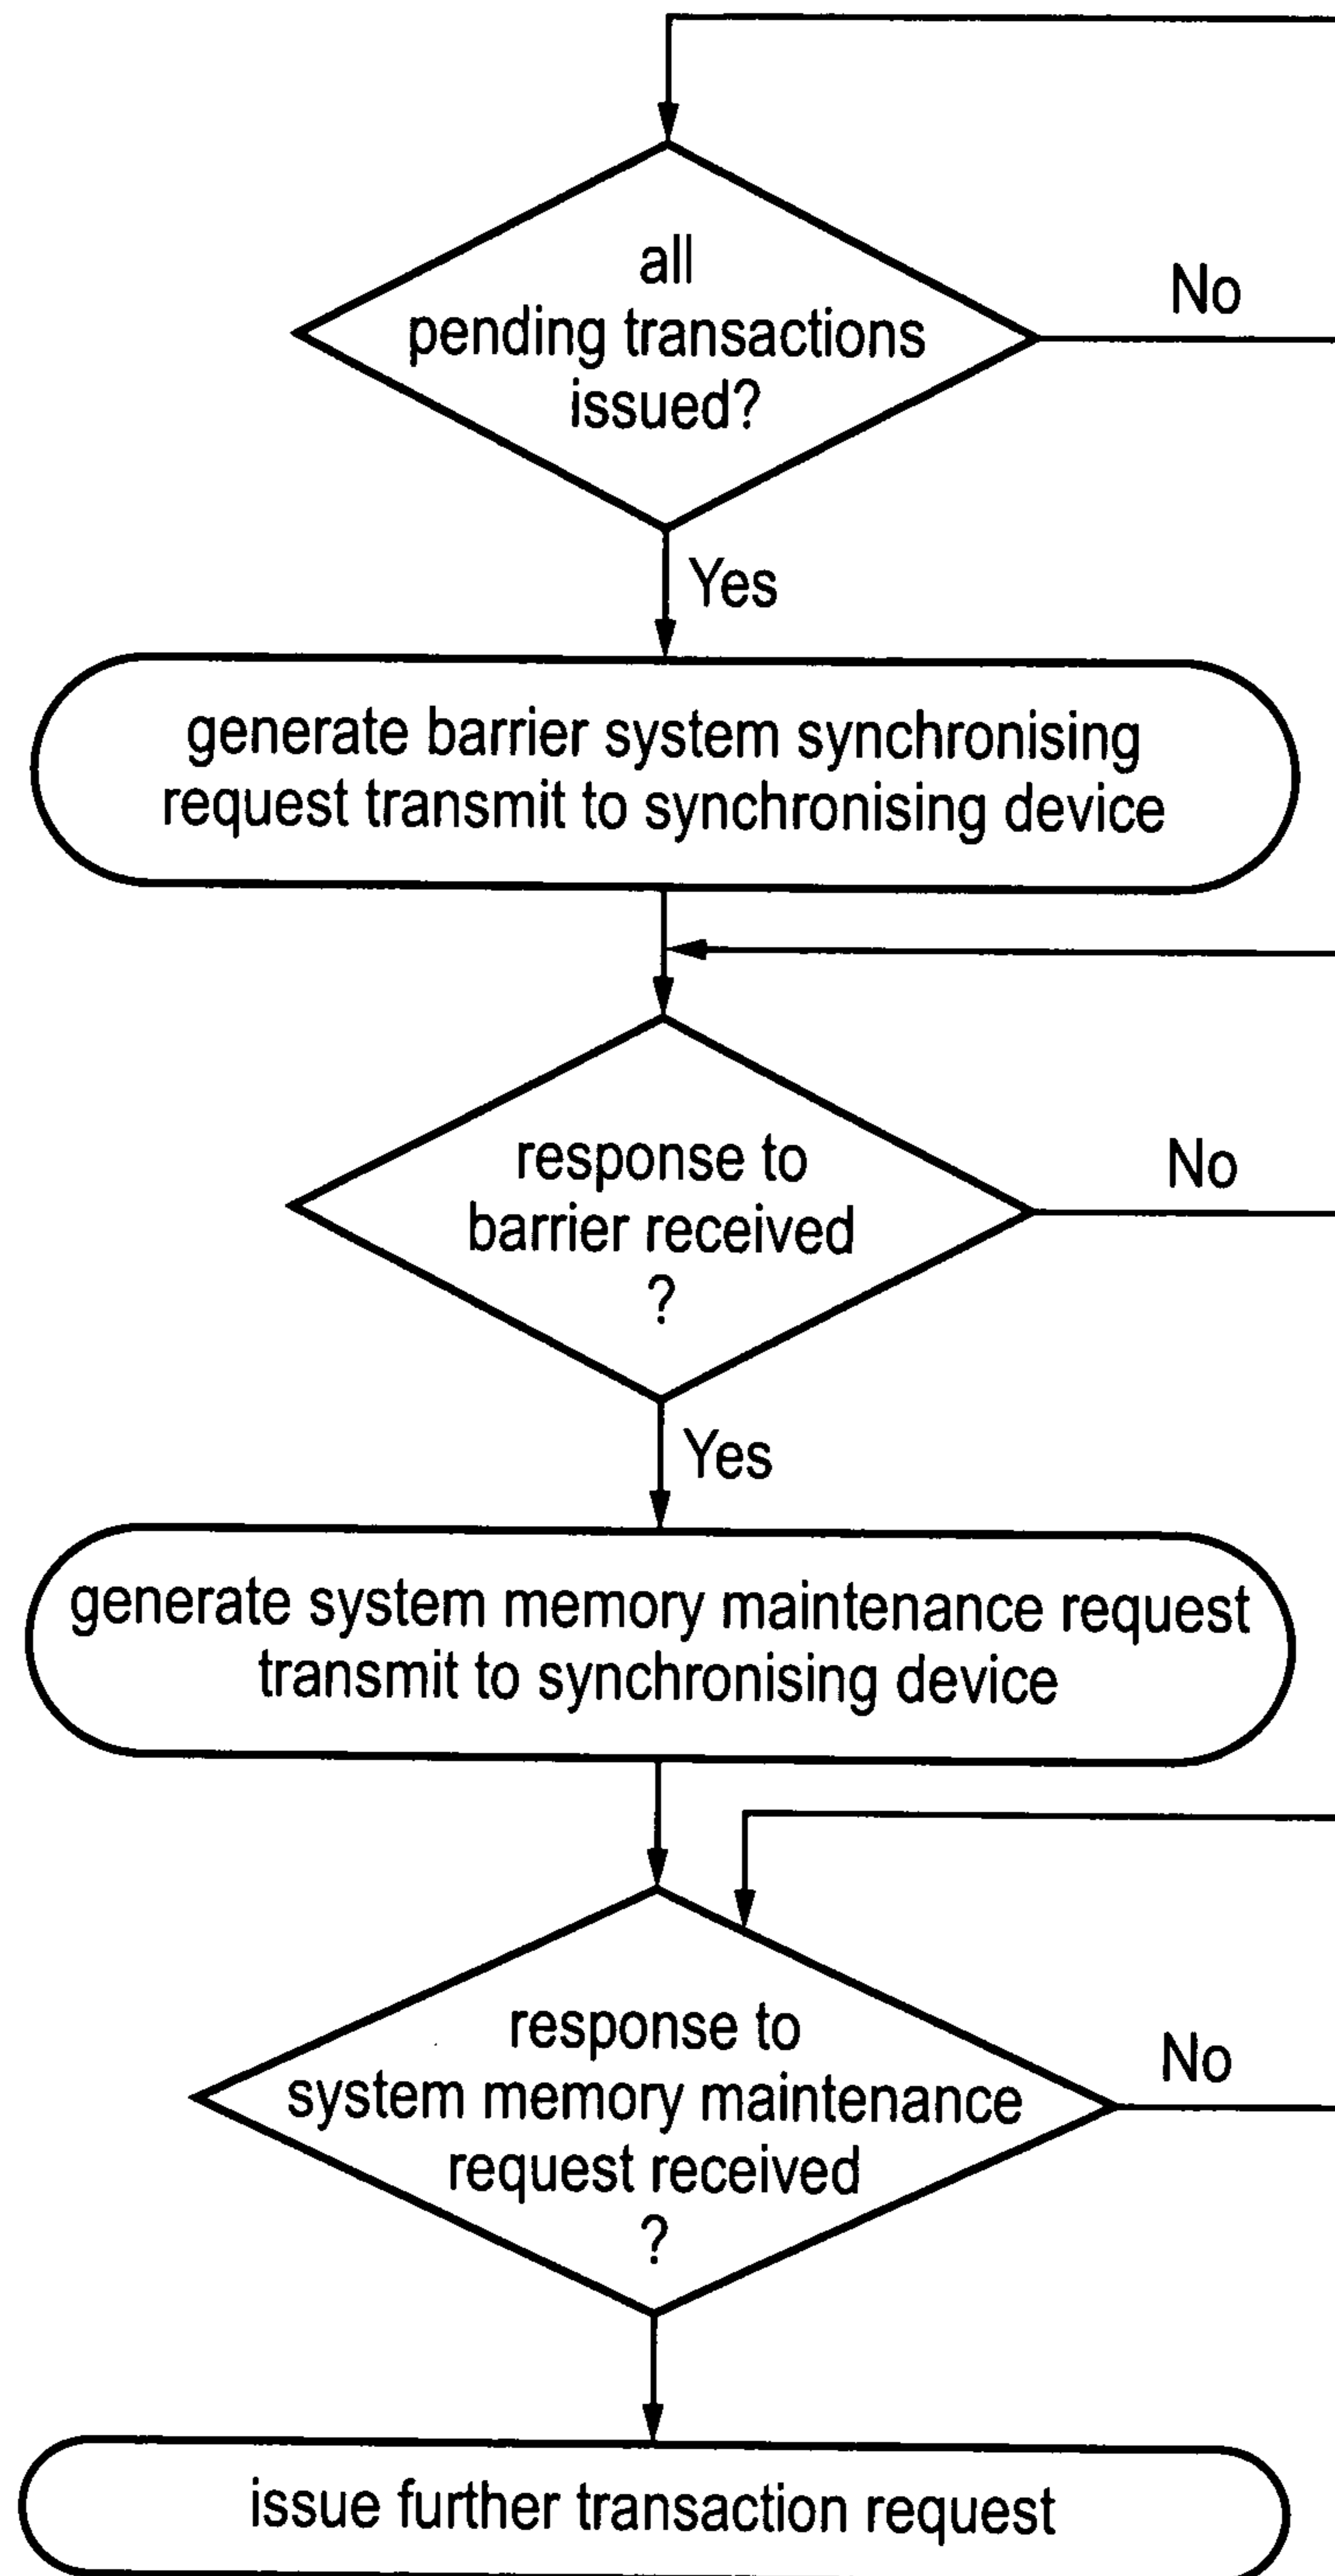 all
pending transactions
issued?
No
Yes
generate barrier system synchronising
request transmit to synchronising device
response to
barrier received
?
No
Yes
generate system memory maintenance request
transmit to synchronising device
response to
system memory maintenance
request received
?
No
issue further transaction request